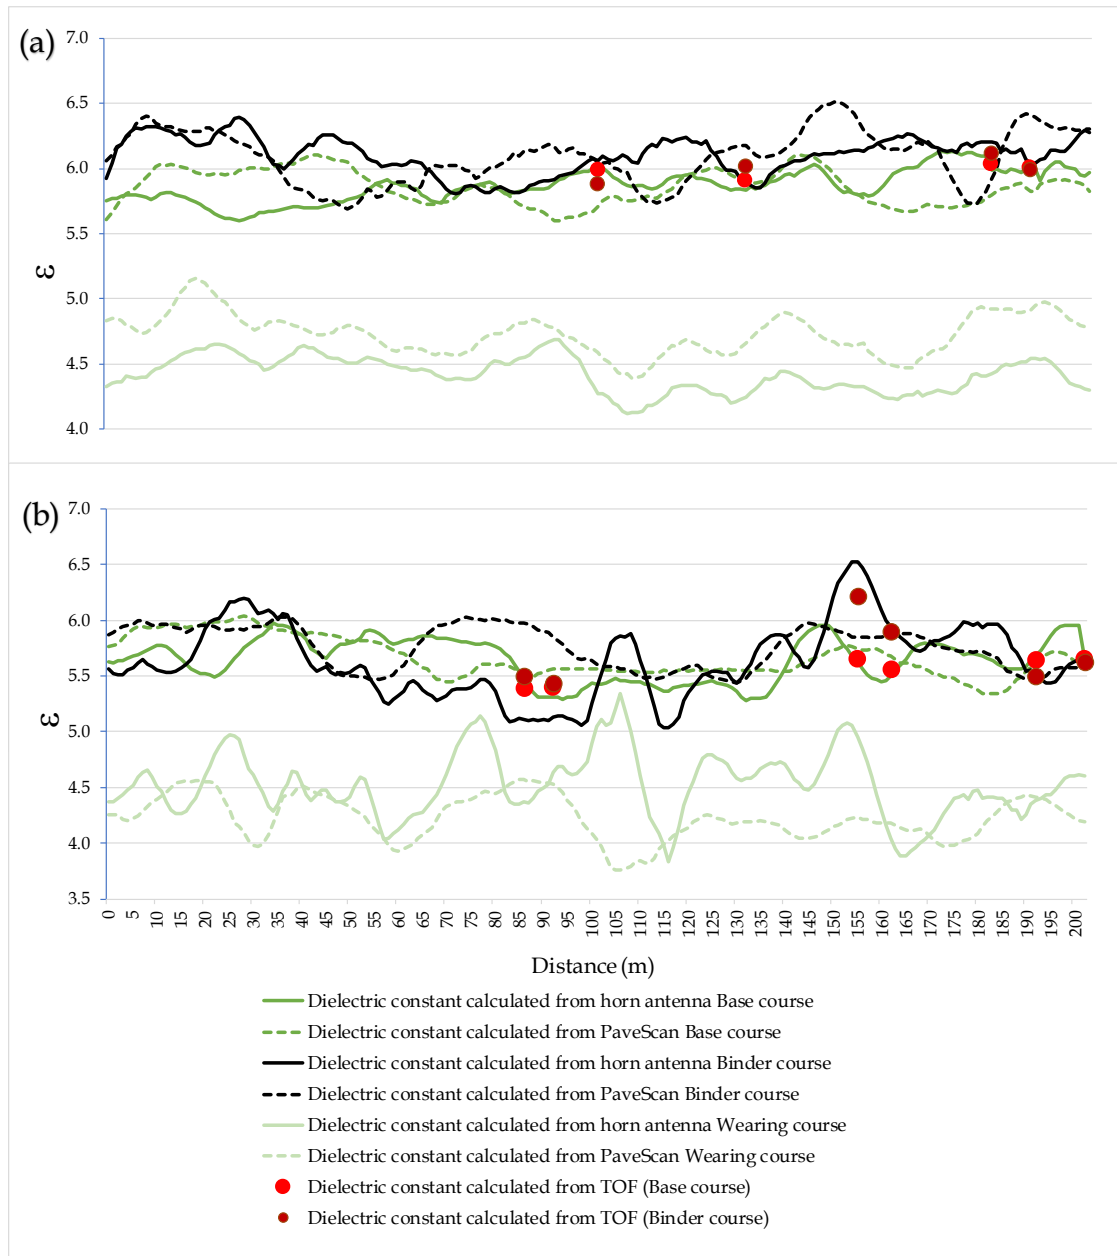 (a)
7.0
6.5
6.0
5.5
5.0
4.5
4.0
ε
(b)
7.0
6.5
6.0
5.5
5.0
4.5
4.0
3.5
ε
0 5 10 15 20 25 30 35 40 45 50 55 60 65 70 75 80 85 90 95 100 105 110 115 120 125 130 135 140 145 150 155 160 165 170 175 180 185 190 195 200
Distance (m)
Dielectric constant calculated from horn antenna Base course
Dielectric constant calculated from PaveScan Base course
Dielectric constant calculated from horn antenna Binder course
Dielectric constant calculated from PaveScan Binder course
Dielectric constant calculated from horn antenna Wearing course
Dielectric constant calculated from PaveScan Wearing course
Dielectric constant calculated from TOF (Base course)
Dielectric constant calculated from TOF (Binder course)